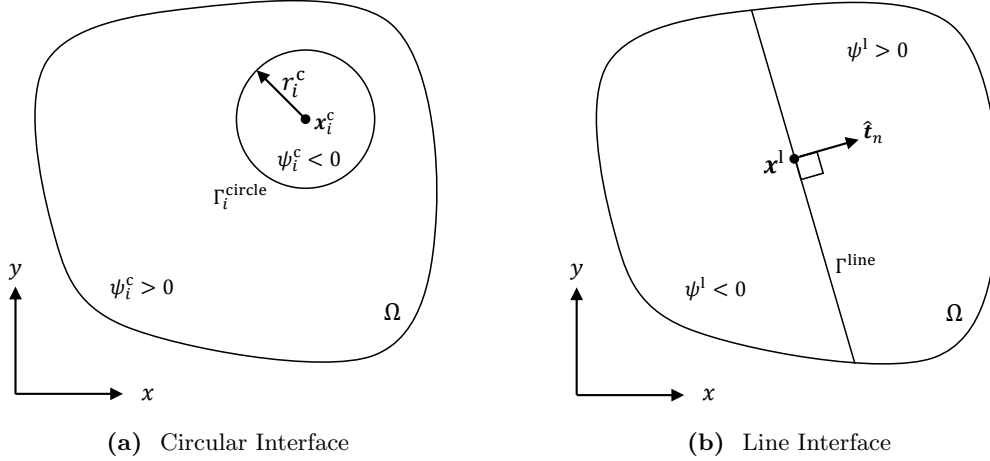 r_i^c
x_i^c
ψ_i^c < 0
Γ_i^circle
ψ_i^c > 0
Ω
y
x
(a) Circular Interface
ψ^l > 0
t̂_n
x^l
Γ^line
ψ^l < 0
Ω
y
x
(b) Line Interface